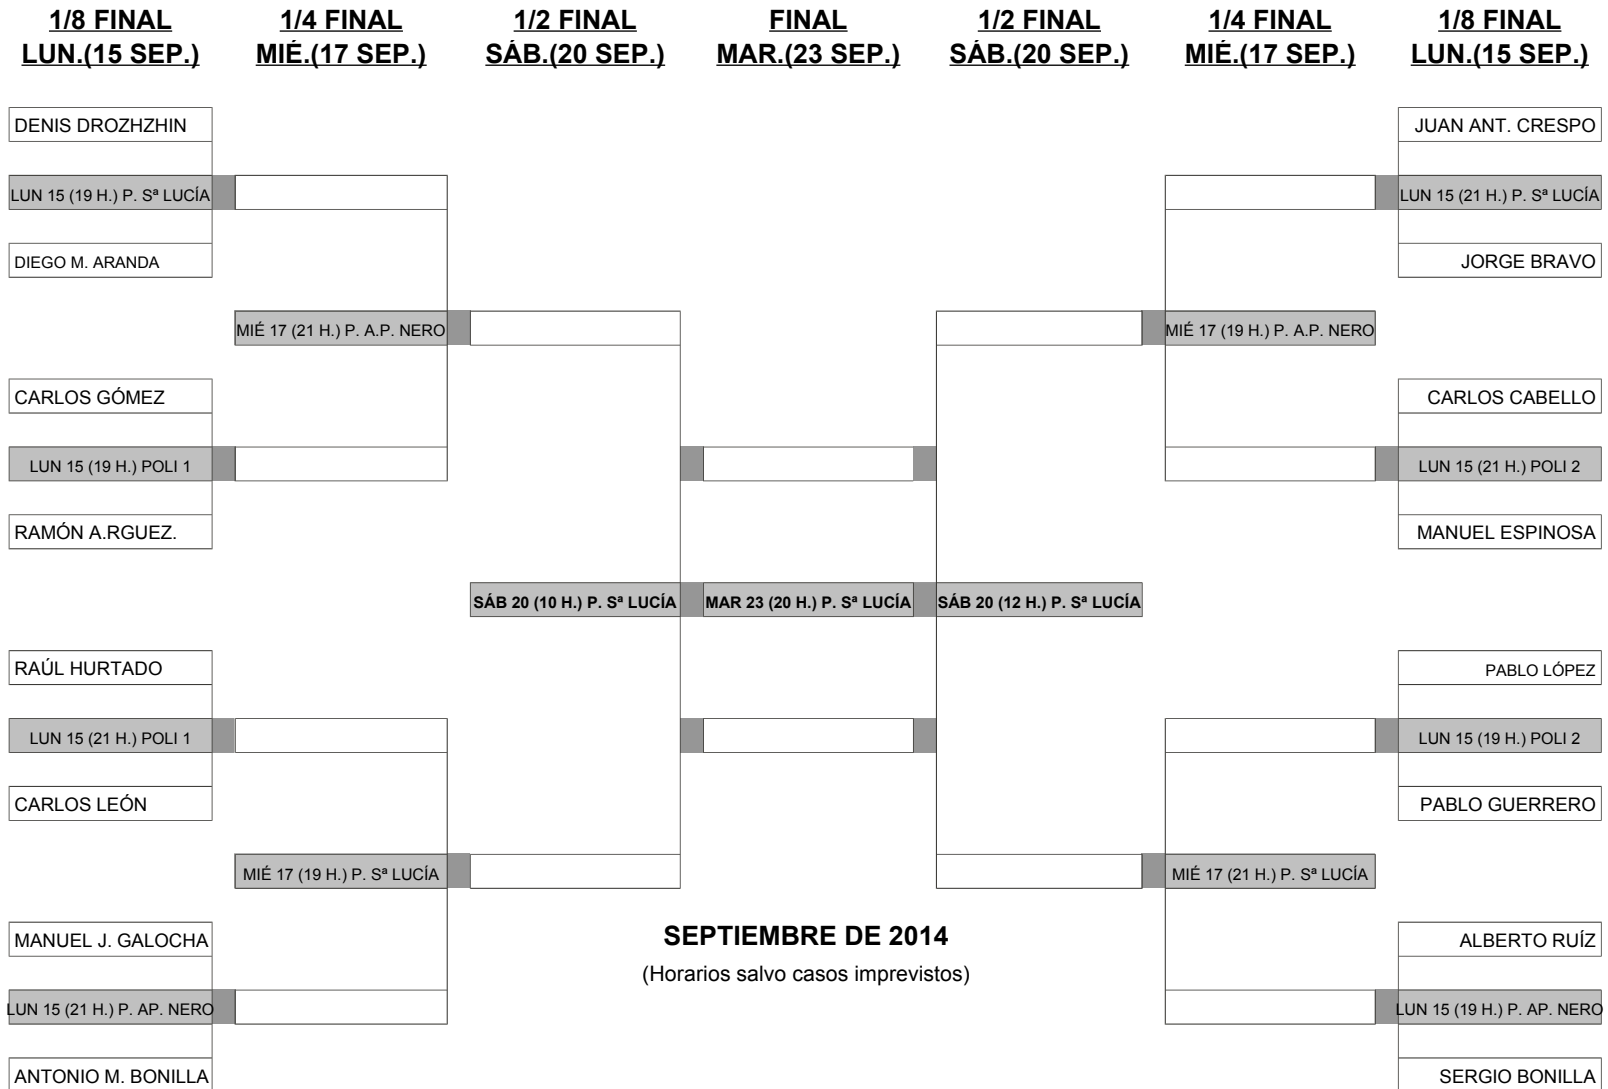 1/8 FINAL 1/4 FINAL 1/2 FINAL FINAL 1/2 FINAL 1/4 FINAL 1/8 FINAL
LUN.(15 SEP.) MIÉ.(17 SEP.) SÁB.(20 SEP.) MAR.(23 SEP.) SÁB.(20 SEP.) MIÉ.(17 SEP.) LUN.(15 SEP.)
DENIS DROZHZHIN JUAN ANT. CRESPO
LUN 15 (19 H.) P. Sª LUCÍA LUN 15 (21 H.) P. Sª LUCÍA
DIEGO M. ARANDA JORGE BRAVO
MIÉ 17 (21 H.) P. A.P. NERO MIÉ 17 (19 H.) P. A.P. NERO
CARLOS GÓMEZ CARLOS CABELLO
LUN 15 (19 H.) POLI 1 LUN 15 (21 H.) POLI 2
RAMÓN A.RGUEZ. MANUEL ESPINOSA
SÁB 20 (10 H.) P. Sª LUCÍA MAR 23 (20 H.) P. Sª LUCÍA SÁB 20 (12 H.) P. Sª LUCÍA
RAÚL HURTADO PABLO LÓPEZ
LUN 15 (21 H.) POLI 1 LUN 15 (19 H.) POLI 2
CARLOS LEÓN PABLO GUERRERO
MIÉ 17 (19 H.) P. Sª LUCÍA MIÉ 17 (21 H.) P. Sª LUCÍA
MANUEL J. GALOCHA SEPTIEMBRE DE 2014 ALBERTO RUÍZ
(Horarios salvo casos imprevistos)
LUN 15 (21 H.) P. AP. NERO LUN 15 (19 H.) P. AP. NERO
ANTONIO M. BONILLA SERGIO BONILLA